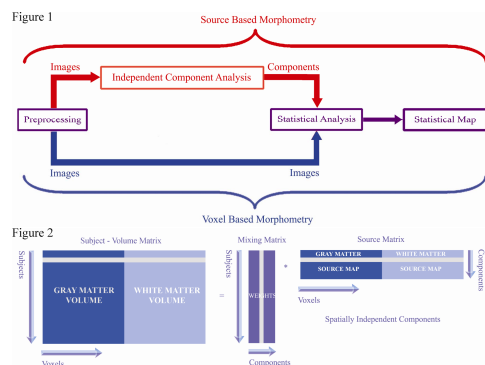 Figure 1
Source Based Morphometry
Images
Components
Independent Component Analysis
Preprocessing
Statistical Analysis
Statistical Map
Images
Images
Voxel Based Morphometry
Figure 2
Subject - Volume Matrix
Mixing Matrix
Source Matrix
Subjects
GRAY MATTER
VOLUME
WHITE MATTER
VOLUME
=
Subjects
WEIGHTS
*
GRAY MATTER
WHITE MATTER
SOURCE MAP
SOURCE MAP
Components
Voxels
Spatially Independent Components
Voxels
Components